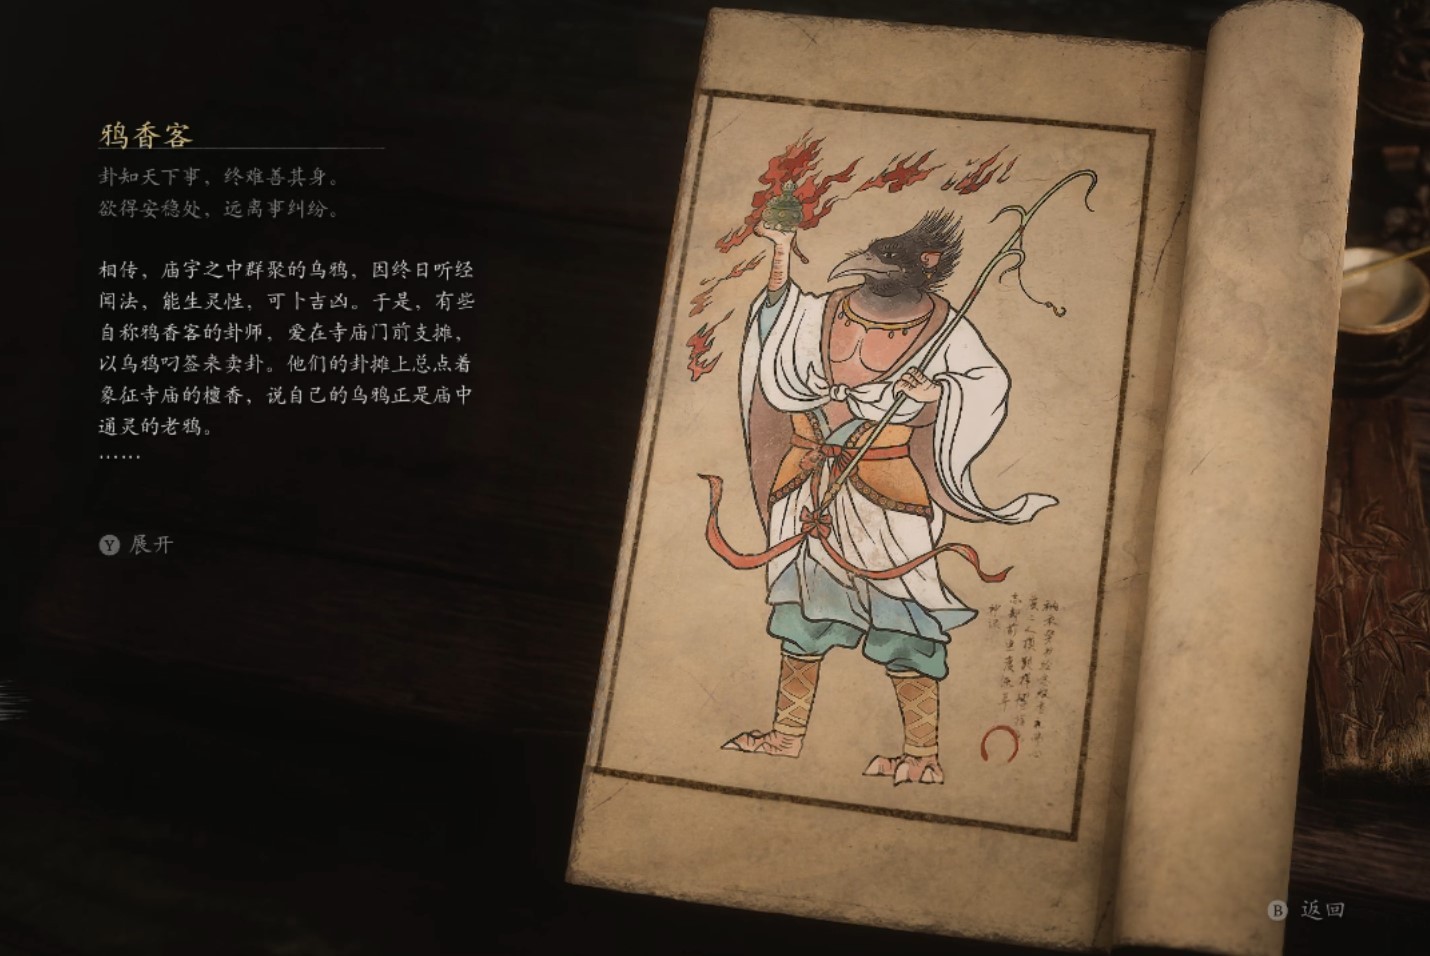 鸦香客
卦知天下事，终难善其身。
欲得安稳处，远离事纠纷。
相传，庙宇之中群聚的乌鸦，因终日听经
闻法，能生灵性，可卜吉凶。于是，有些
自称鸦香客的卦师，爱在寺庙门前支摊，
以乌鸦叼签来卖卦。他们的卦摊上总点着
象征寺庙的檀香，说自己的乌鸦正是庙中
通灵的老鸦。
……
Y 展开
B 返回